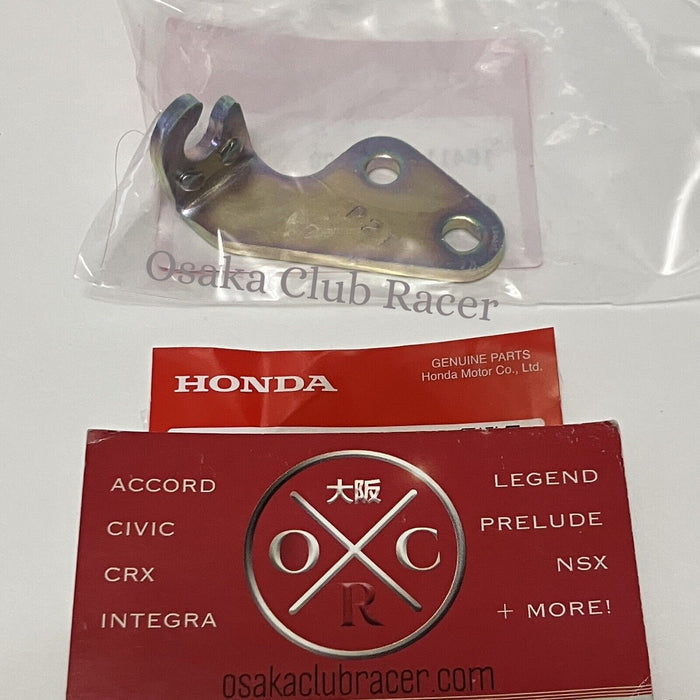 P2T
Osaka Club Racer
HONDA
GENUINE PARTS
Honda Motor Co., Ltd.
ACCORD
CIVIC
CRX
INTEGRA
大阪
O C
R
LEGEND
PRELUDE
NSX
+ MORE!
osakaclubracer.com